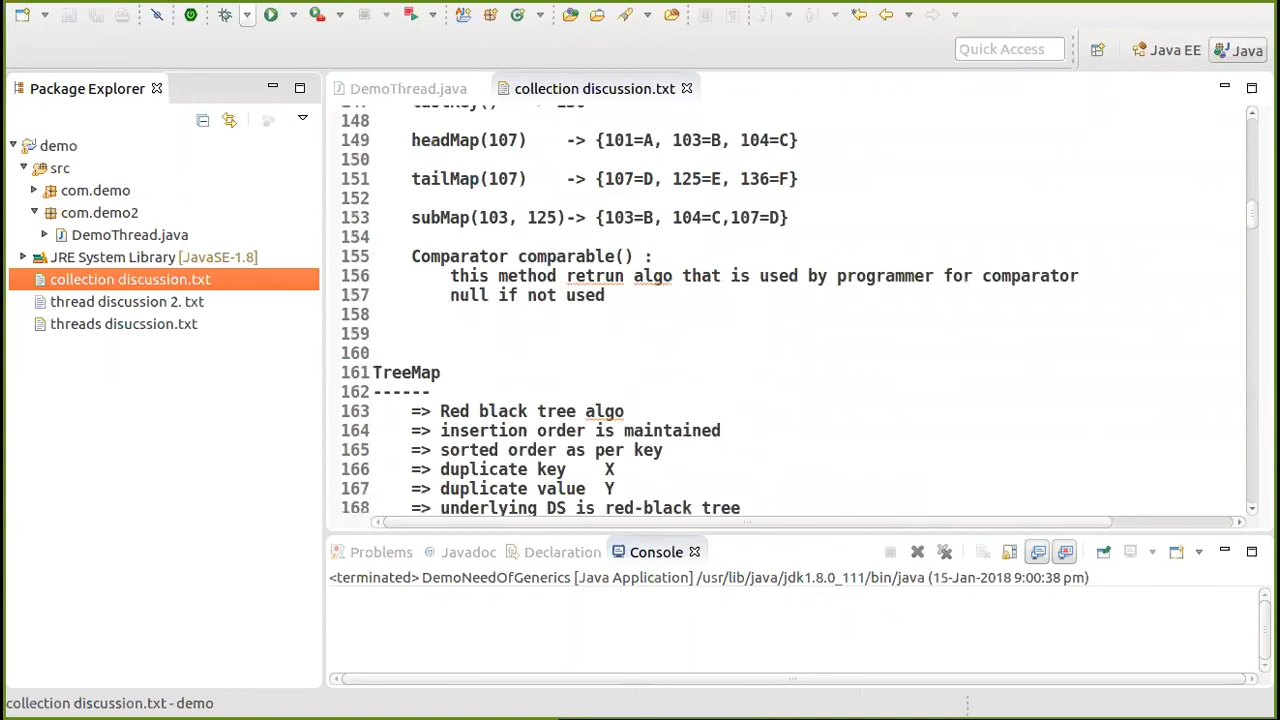 Quick Access
Java EE
Java
Package Explorer
DemoThread.java
collection discussion.txt
demo
src
com.demo
com.demo2
DemoThread.java
JRE System Library [JavaSE-1.8]
collection discussion.txt
thread discussion 2. txt
threads disucssion.txt
148
149 headMap(107) -> {101=A, 103=B, 104=C}
150
151 tailMap(107) -> {107=D, 125=E, 136=F}
152
153 subMap(103, 125)-> {103=B, 104=C,107=D}
154
155 Comparator comparable() :
156 this method retrun algo that is used by programmer for comparator
157 null if not used
158
159
160
161 TreeMap
162 ------
163 => Red black tree algo
164 => insertion order is maintained
165 => sorted order as per key
166 => duplicate key X
167 => duplicate value Y
168 => underlying DS is red-black tree
Problems
Javadoc
Declaration
Console
<terminated> DemoNeedOfGenerics [Java Application] /usr/lib/java/jdk1.8.0_111/bin/java (15-Jan-2018 9:00:38 pm)
collection discussion.txt - demo